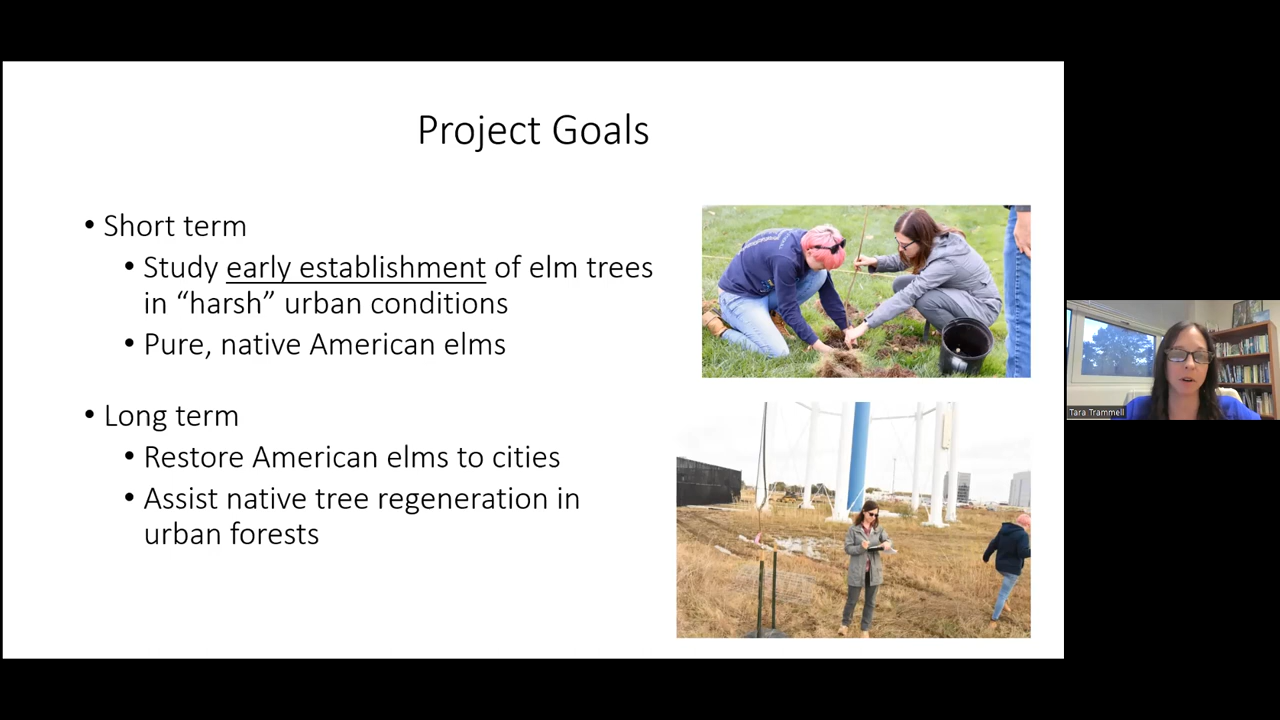 Project Goals
• Short term
• Study early establishment of elm trees
in “harsh” urban conditions
• Pure, native American elms
• Long term
• Restore American elms to cities
• Assist native tree regeneration in
urban forests
Tara Trammell